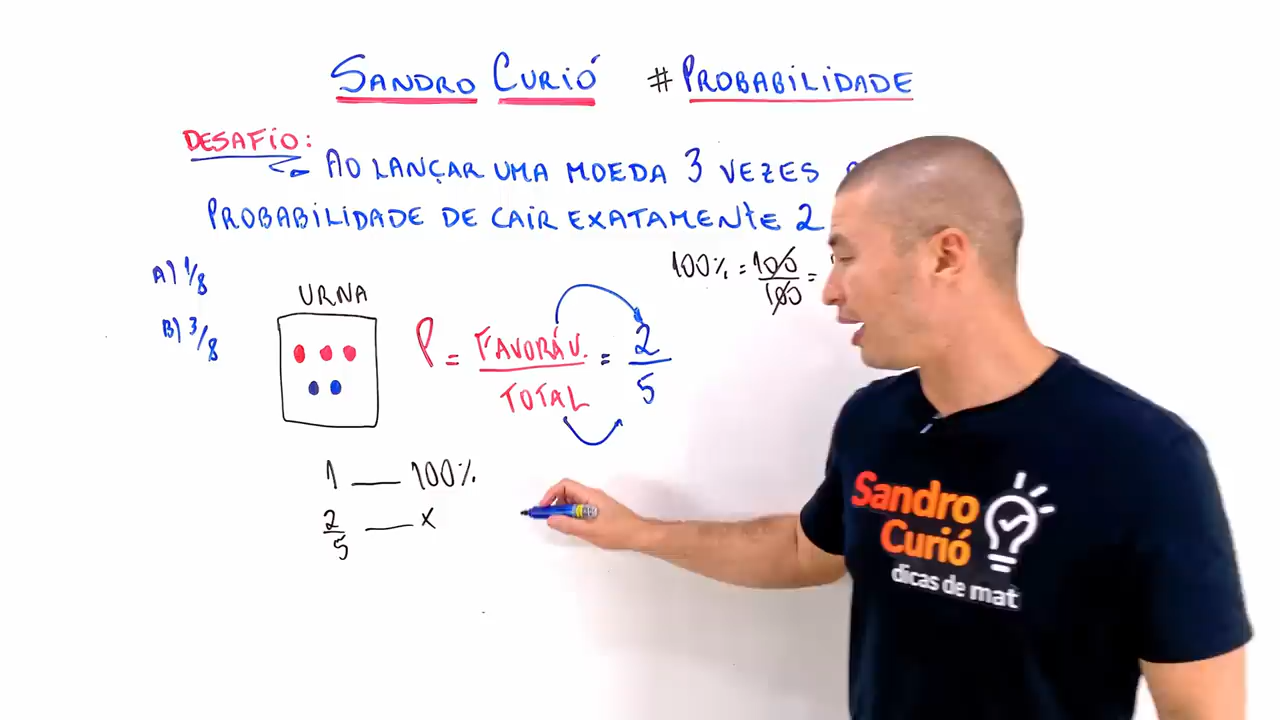 SANDRO CURIÓ #PROBABILIDADE
DESAFIO:
AO LANÇAR UMA MOEDA 3 VEZES
PROBABILIDADE DE CAIR EXATAMENTE 2
A) 1/8
B) 3/8
URNA
100% = 100/100 =
P = FAVORÁV./TOTAL = 2/5
1 — 100%
2/5 — x
Sandro
Curió
dicas de mat